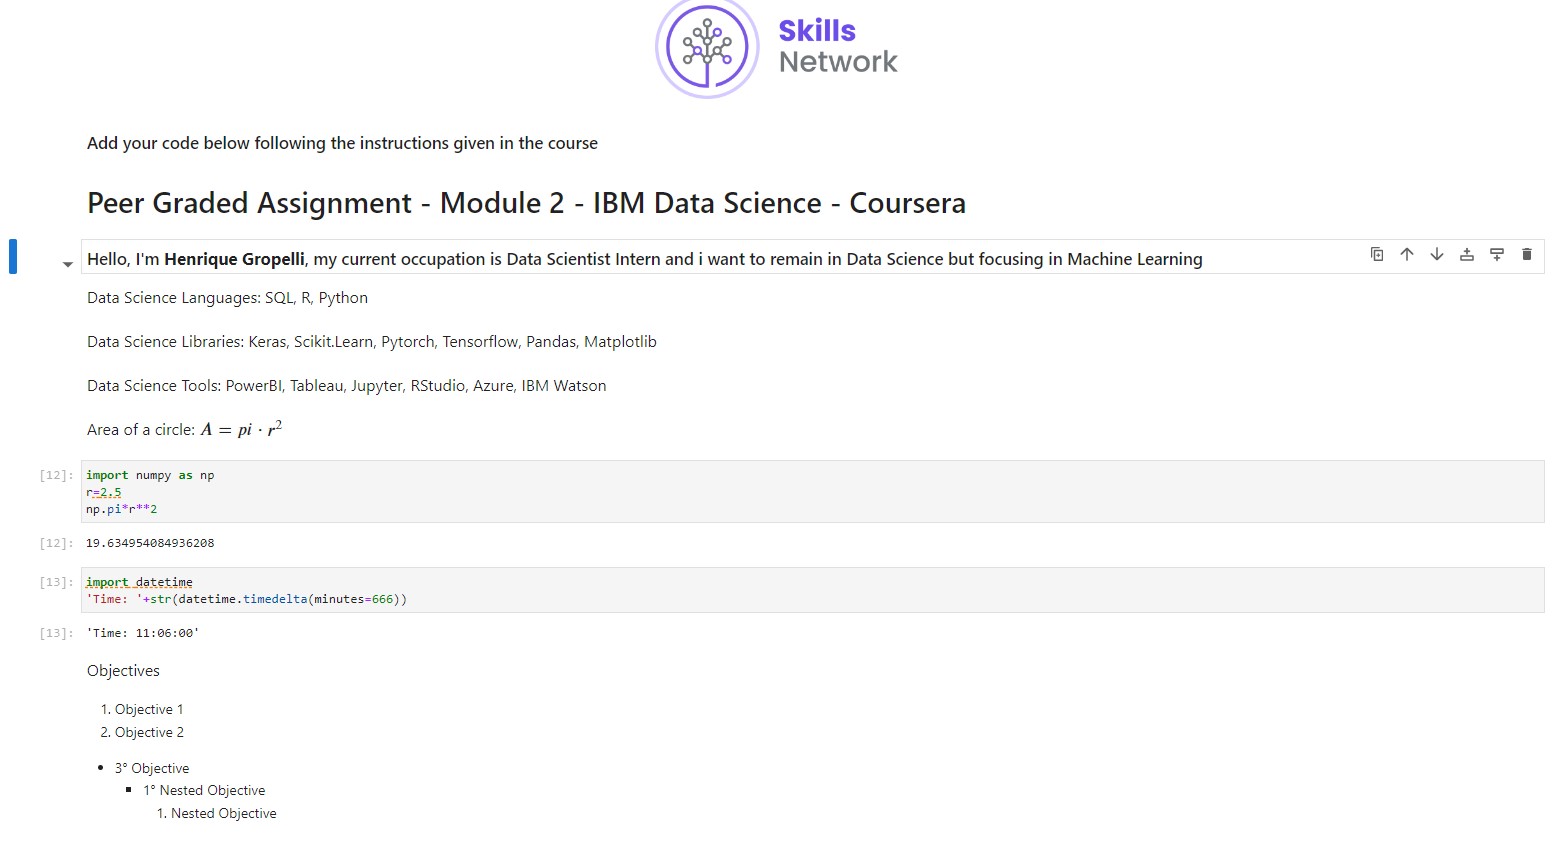 Skills
Network
Add your code below following the instructions given in the course
Peer Graded Assignment - Module 2 - IBM Data Science - Coursera
Hello, I'm Henrique Gropelli, my current occupation is Data Scientist Intern and i want to remain in Data Science but focusing in Machine Learning
Data Science Languages: SQL, R, Python
Data Science Libraries: Keras, Scikit.Learn, Pytorch, Tensorflow, Pandas, Matplotlib
Data Science Tools: PowerBI, Tableau, Jupyter, RStudio, Azure, IBM Watson
Area of a circle: A = pi · r²
[12]: import numpy as np
r=2.5
np.pi*r**2
[12]: 19.634954084936208
[13]: import datetime
'Time: '+str(datetime.timedelta(minutes=666))
[13]: 'Time: 11:06:00'
Objectives
1. Objective 1
2. Objective 2
• 3° Objective
▪ 1° Nested Objective
1. Nested Objective